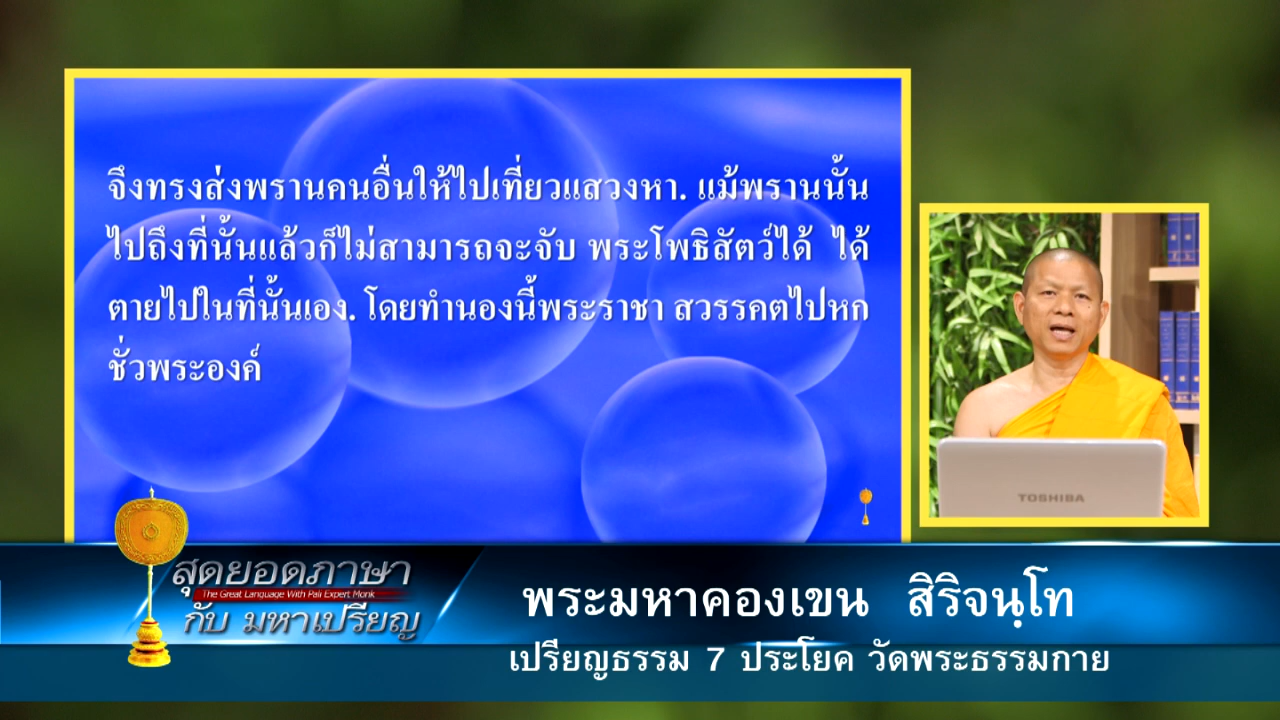 จึงทรงส่งพรานคนอื่นให้ไปเที่ยวแสวงหา. แม้พรานนั้น
ไปถึงที่นั้นแล้วก็ไม่สามารถจะจับ พระโพธิสัตว์ได้ ได้
ตายไปในที่นั้นเอง. โดยทำนองนี้พระราชา สวรรคตไปหก
ชั่วพระองค์
TOSHIBA
สุดยอดภาษา
The Great Language With Pali Expert Monk
กับ มหาเปรียญ
พระมหาคองเขน สิริจนฺโท
เปรียญธรรม 7 ประโยค วัดพระธรรมกาย